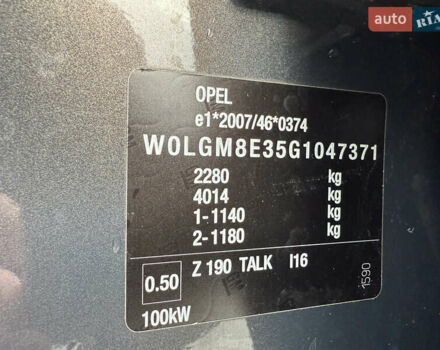 auto RIA
OPEL
e1*2007/46*0374
W0LGM8E35G1047371
2280 kg
4014 kg
1-1140 kg
2-1180 kg
0.50 Z 190 TALK I16
100kW
1590